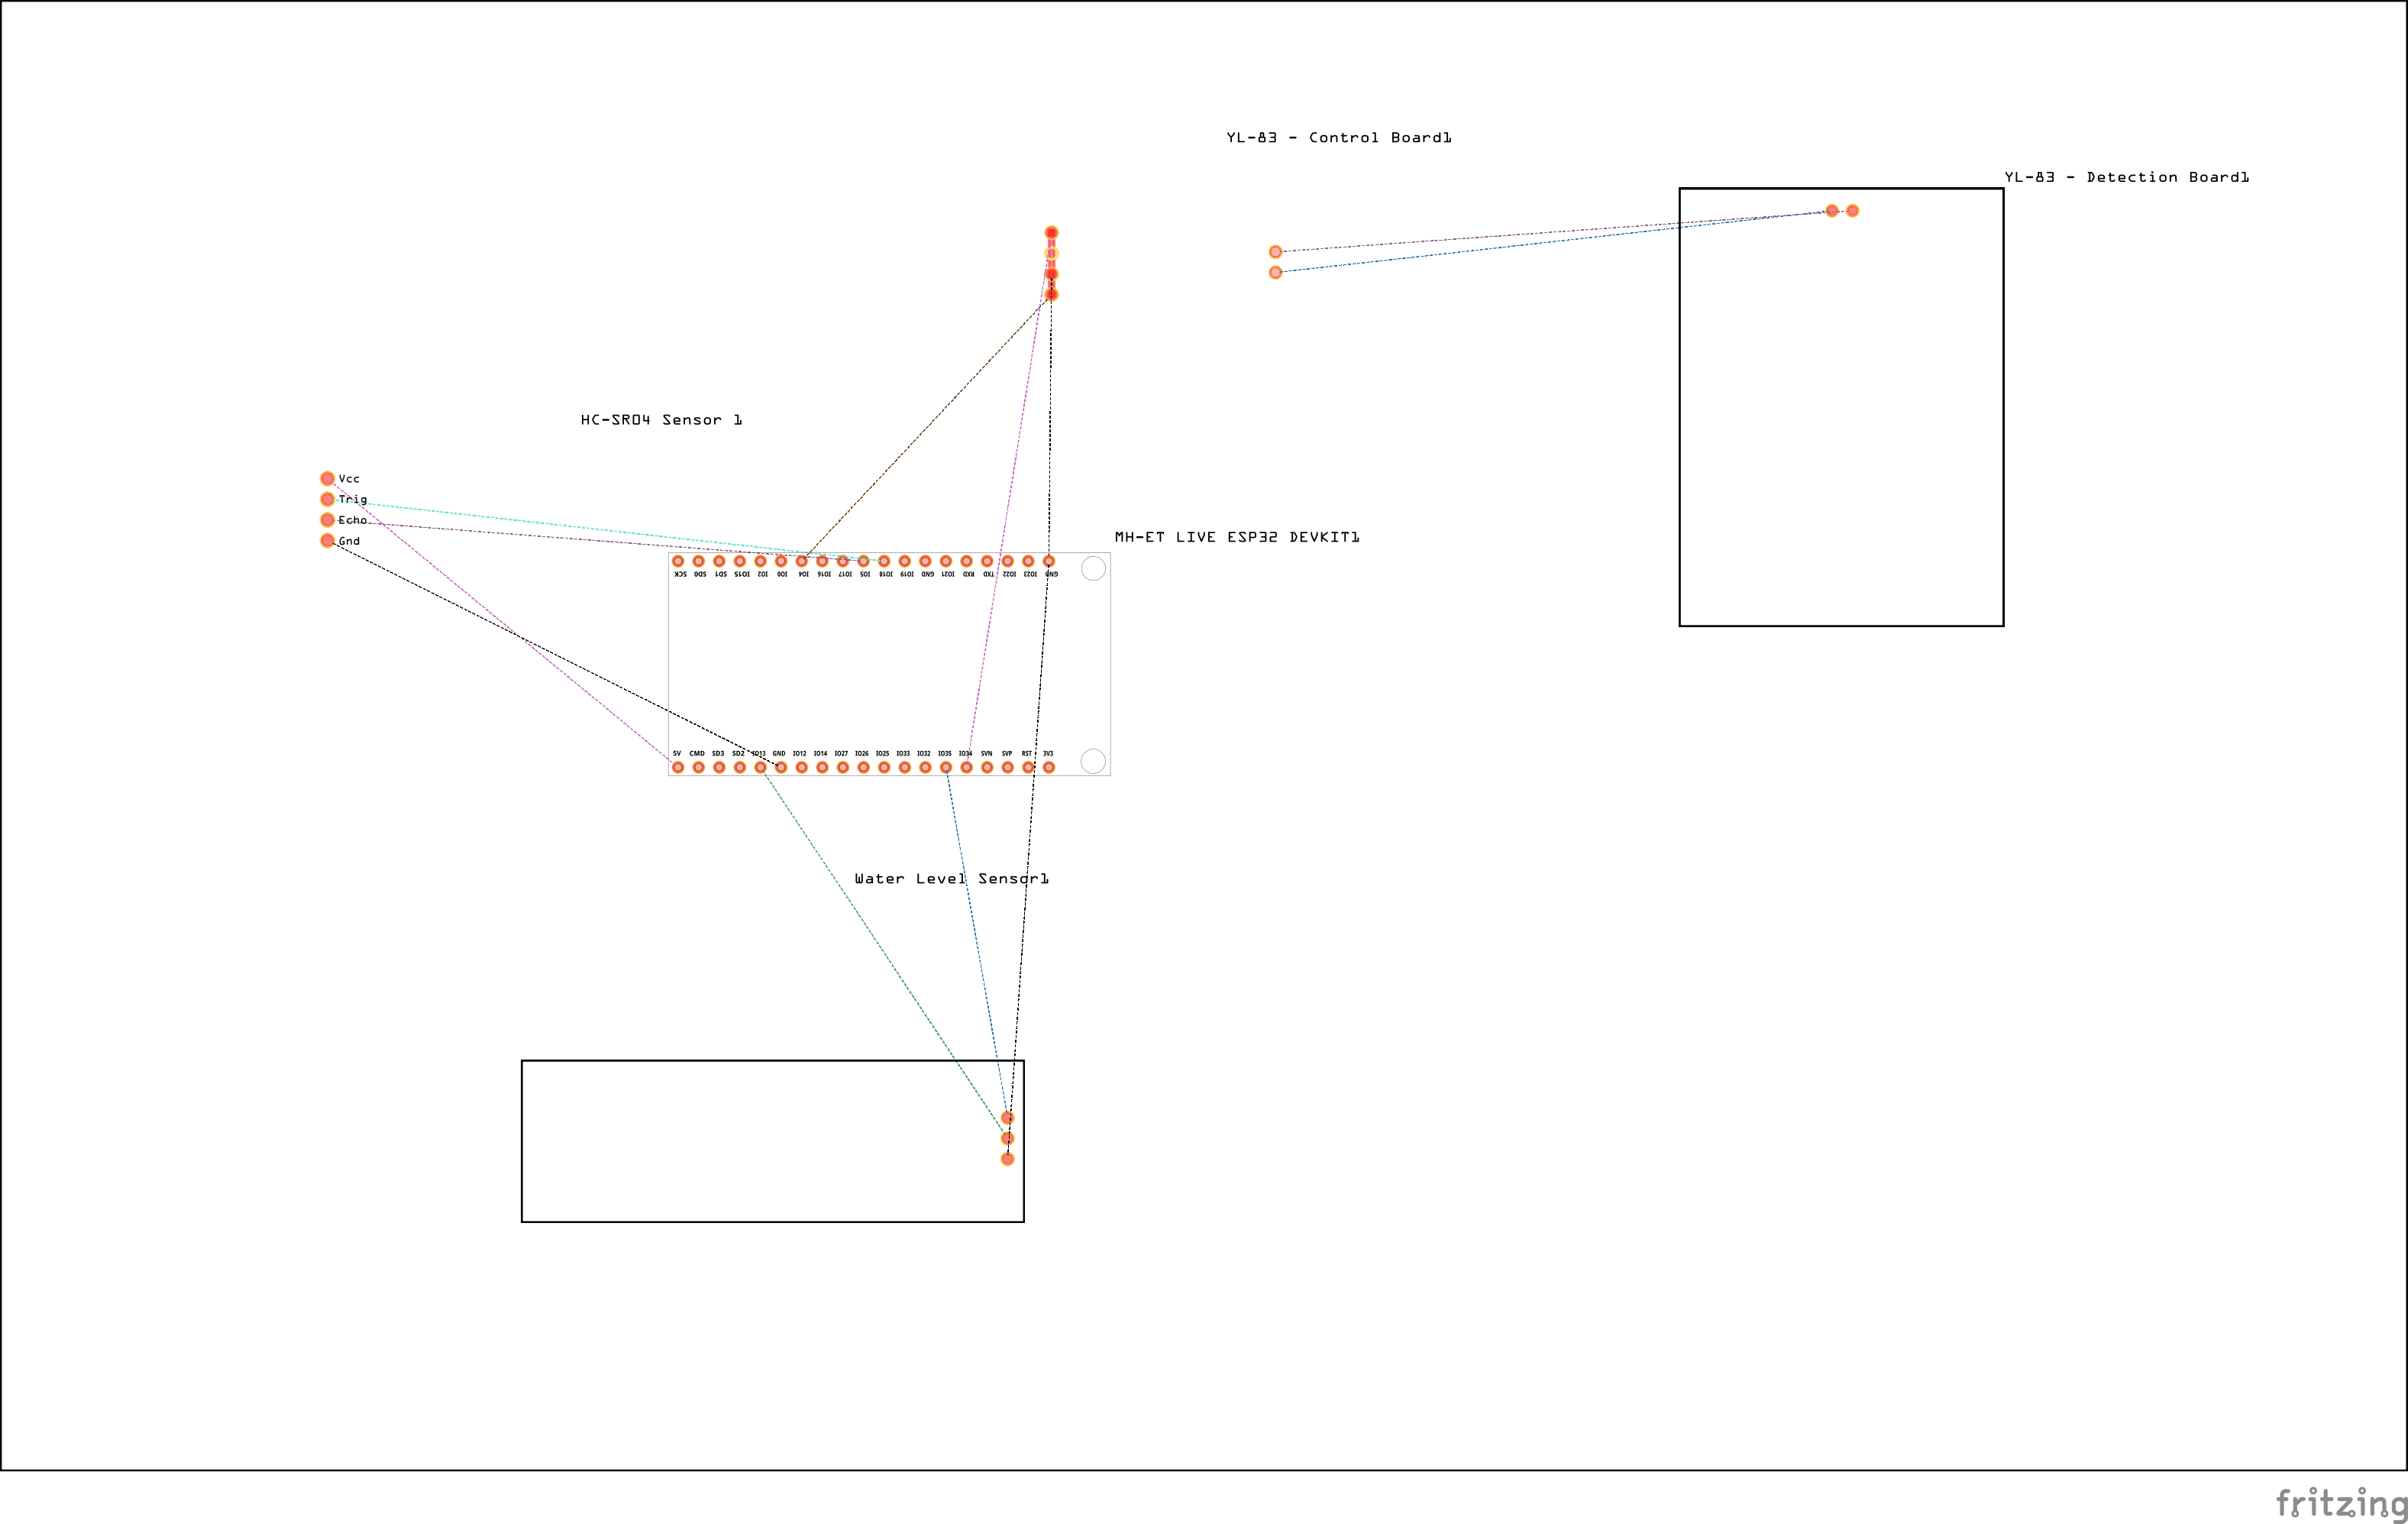 YL-83 - Control Board1
YL-83 - Detection Board1
HC-SR04 Sensor 1
Vcc
Trig
Echo
Gnd
MH-ET LIVE ESP32 DEVKIT1
SCK SD0 SD1 IO15 IO2 IO0 IO4 IO16 IO17 IO5 IO18 IO19 GND IO21 RXD TXD IO22 IO23 GND
5V CMD SD3 SD2 IO13 GND IO12 IO14 IO27 IO26 IO25 IO33 IO32 IO35 IO34 SVN SVP RST 3V3
Water Level Sensor1
fritzing